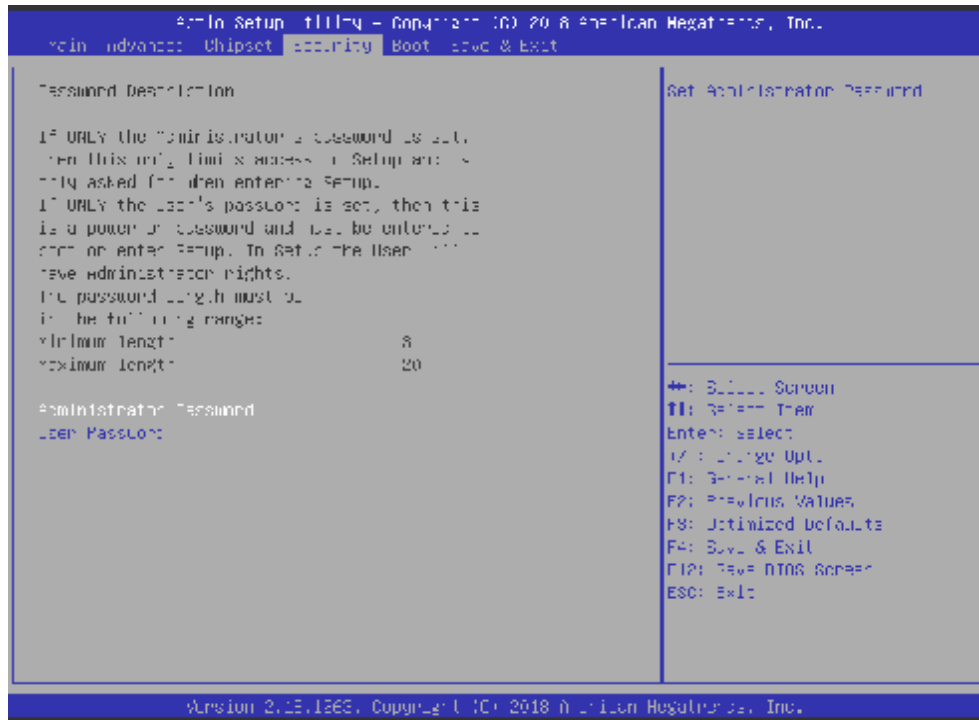 Aptio Setup Utility – Copyright (C) 2018 American Megatrends, Inc.
Main Advanced Chipset Security Boot Save & Exit
Password Description
Set Administrator Password
If ONLY the Administrator's password is set,
then this only limits access to Setup and is
only asked for when entering Setup.
If ONLY the User's password is set, then this
is a power on password and must be entered to
boot or enter Setup. In Setup the User will
have Administrator rights.
The password length must be
in the following range:
Minimum length 3
Maximum length 20
Administrator Password
User Password
: Select Screen
: Select Item
Enter: Select
+/-: Change Opt.
F1: General Help
F2: Previous Values
F3: Optimized Defaults
F4: Save & Exit
F12: Save BIOS Screen
ESC: Exit
Copyright (C) 2018 American Megatrends, Inc.